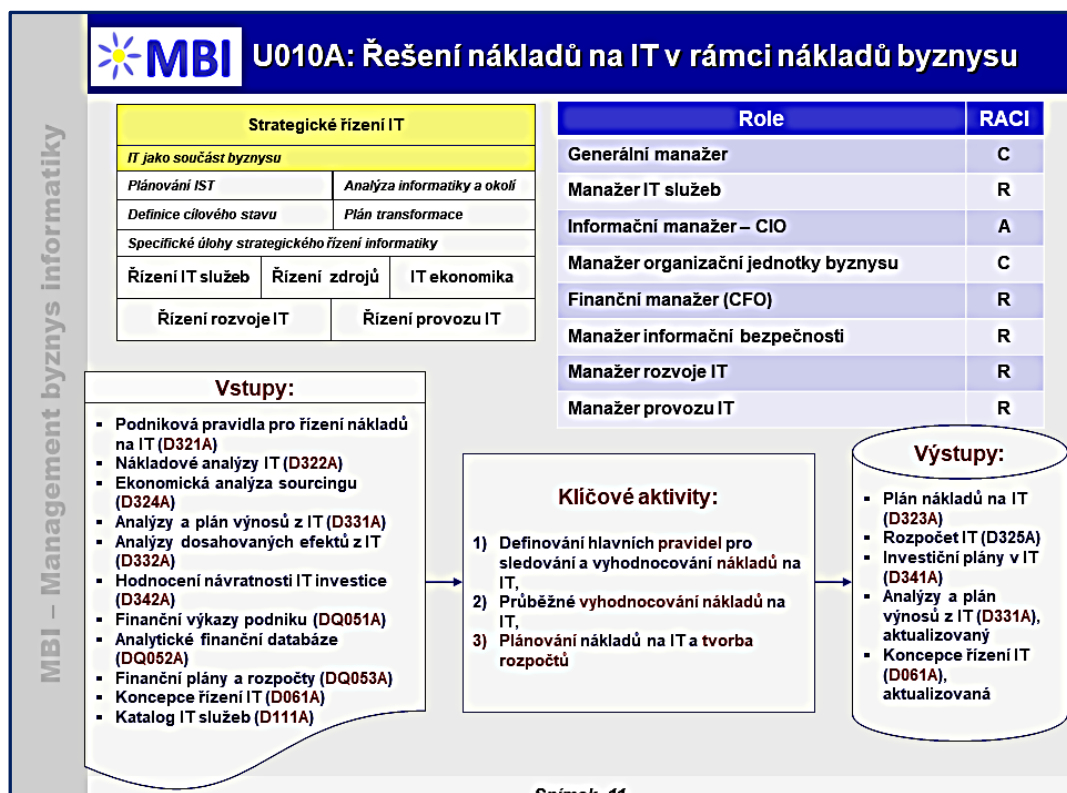 MBI – Management byznys informatiky
MBI
U010A: Řešení nákladů na IT v rámci nákladů byznysu
Strategické řízení IT
IT jako součást byznysu
Plánování IST
Analýza informatiky a okolí
Definice cílového stavu
Plán transformace
Specifické úlohy strategického řízení informatiky
Řízení IT služeb
Řízení zdrojů
IT ekonomika
Řízení rozvoje IT
Řízení provozu IT
Role RACI
Generální manažer C
Manažer IT služeb R
Informační manažer – CIO A
Manažer organizační jednotky byznysu C
Finanční manažer (CFO) R
Manažer informační bezpečnosti R
Manažer rozvoje IT R
Manažer provozu IT R
Vstupy:
▪ Podniková pravidla pro řízení nákladů
na IT (D321A)
▪ Nákladové analýzy IT (D322A)
▪ Ekonomická analýza sourcingu
(D324A)
▪ Analýzy a plán výnosů z IT (D331A)
▪ Analýzy dosahovaných efektů z IT
(D332A)
▪ Hodnocení návratnosti IT investice
(D342A)
▪ Finanční výkazy podniku (DQ051A)
▪ Analytické finanční databáze
(DQ052A)
▪ Finanční plány a rozpočty (DQ053A)
▪ Koncepce řízení IT (D061A)
▪ Katalog IT služeb (D111A)
Klíčové aktivity:
1) Definování hlavních pravidel pro
sledování a vyhodnocování nákladů na
IT,
2) Průběžné vyhodnocování nákladů na
IT,
3) Plánování nákladů na IT a tvorba
rozpočtů
Výstupy:
▪ Plán nákladů na IT
(D323A)
▪ Rozpočet IT (D325A)
▪ Investiční plány v IT
(D341A)
▪ Analýzy a plán
výnosů z IT (D331A),
aktualizovaný
▪ Koncepce řízení IT
(D061A),
aktualizovaná
Snímek 11